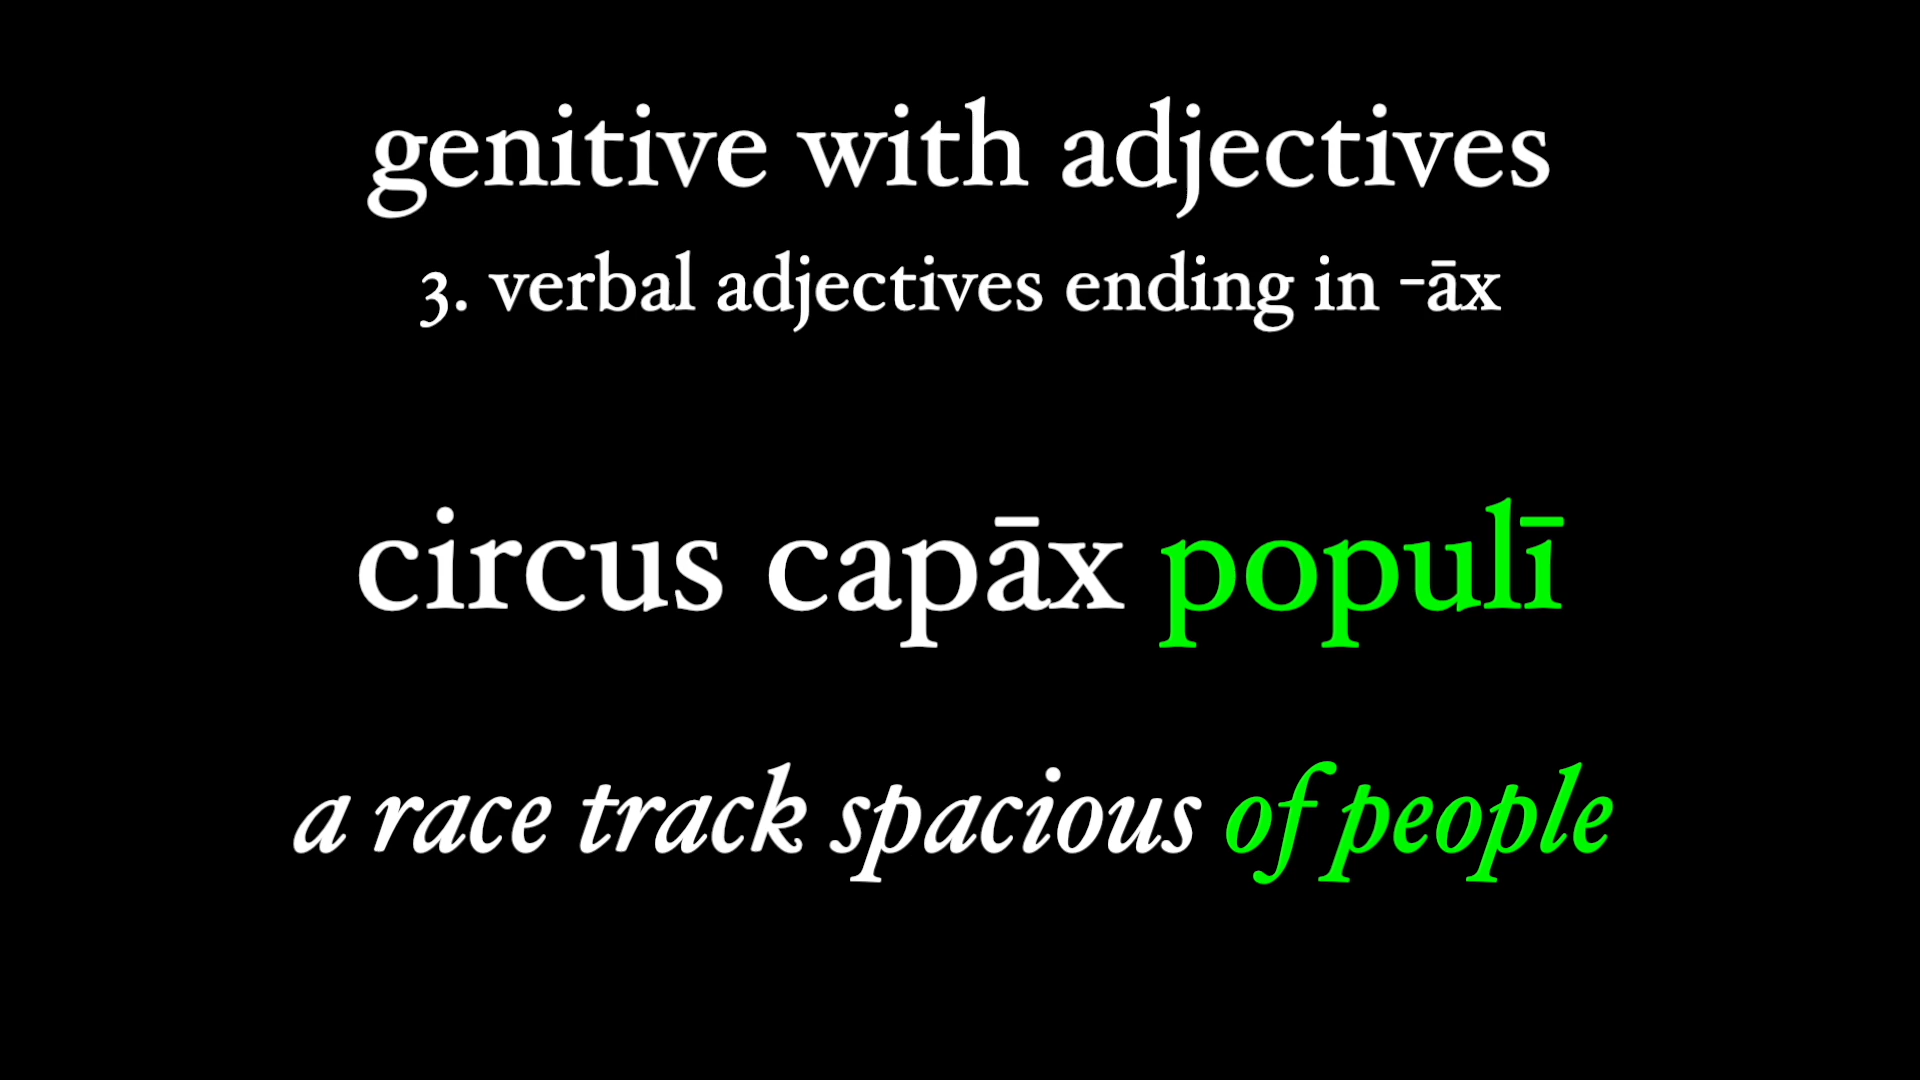 genitive with adjectives
3. verbal adjectives ending in -āx
circus capāx populī
a race track spacious of people